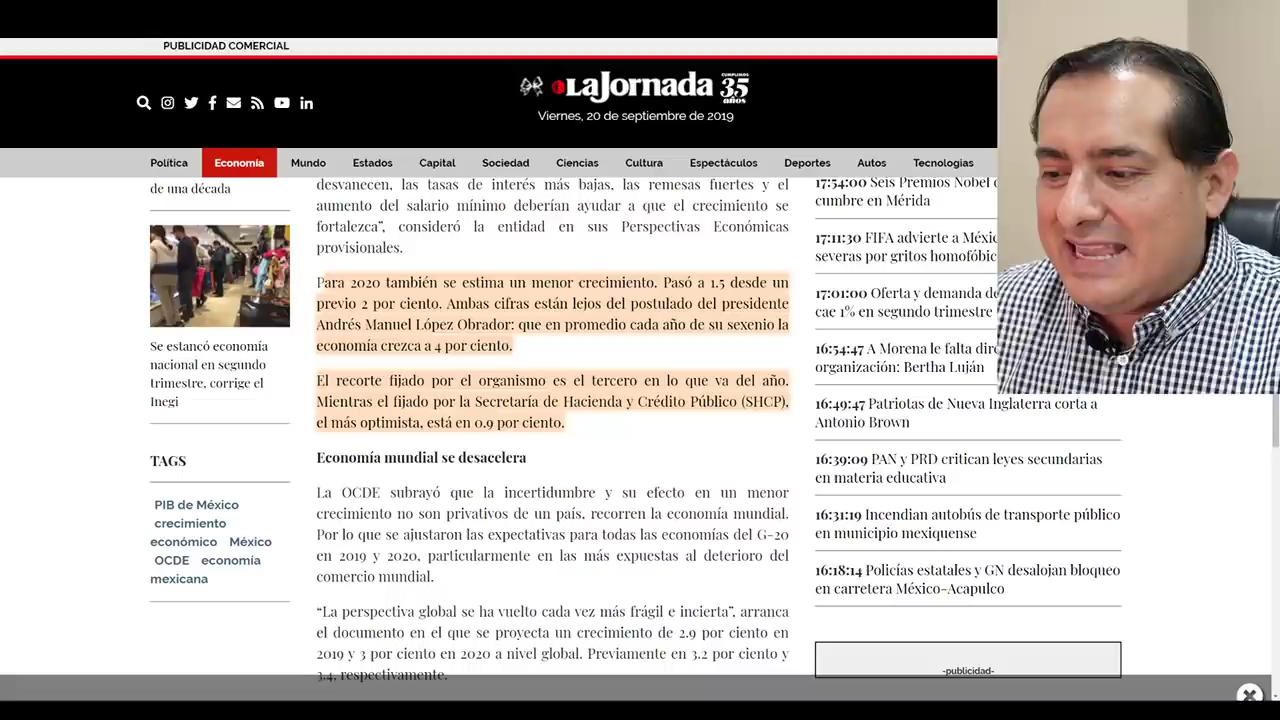 PUBLICIDAD COMERCIAL
LaJornada
CUMPLIMOS
35
años
Viernes, 20 de septiembre de 2019
Política Economía Mundo Estados Capital Sociedad Ciencias Cultura Espectáculos Deportes Autos Tecnologías
de una década
Se estancó economía
nacional en segundo
trimestre, corrige el
Inegi
TAGS
PIB de México
crecimiento
económico México
OCDE economía
mexicana
desvanecen, las tasas de interés más bajas, las remesas fuertes y el
aumento del salario mínimo deberían ayudar a que el crecimiento se
fortalezca”, consideró la entidad en sus Perspectivas Económicas
provisionales.
Para 2020 también se estima un menor crecimiento. Pasó a 1.5 desde un
previo 2 por ciento. Ambas cifras están lejos del postulado del presidente
Andrés Manuel López Obrador: que en promedio cada año de su sexenio la
economía crezca a 4 por ciento.
El recorte fijado por el organismo es el tercero en lo que va del año.
Mientras el fijado por la Secretaría de Hacienda y Crédito Público (SHCP),
el más optimista, está en 0.9 por ciento.
Economía mundial se desacelera
La OCDE subrayó que la incertidumbre y su efecto en un menor
crecimiento no son privativos de un país, recorren la economía mundial.
Por lo que se ajustaron las expectativas para todas las economías del G-20
en 2019 y 2020, particularmente en las más expuestas al deterioro del
comercio mundial.
“La perspectiva global se ha vuelto cada vez más frágil e incierta”, arranca
el documento en el que se proyecta un crecimiento de 2.9 por ciento en
2019 y 3 por ciento en 2020 a nivel global. Previamente en 3.2 por ciento y
3.4, respectivamente.
17:54:00 Seis Premios Nobel
cumbre en Mérida
17:11:30 FIFA advierte a
severas por gritos
17:01:00 Oferta y demanda
cae 1% en segundo trimestre
16:54:47 A Morena le falta
organización: Bertha Luján
16:49:47 Patriotas de Nueva Inglaterra corta a
Antonio Brown
16:39:09 PAN y PRD critican leyes secundarias
en materia educativa
16:31:19 Incendian autobús de transporte público
en municipio mexiquense
16:18:14 Policías estatales y GN desalojan bloqueo
en carretera México-Acapulco
-publicidad-